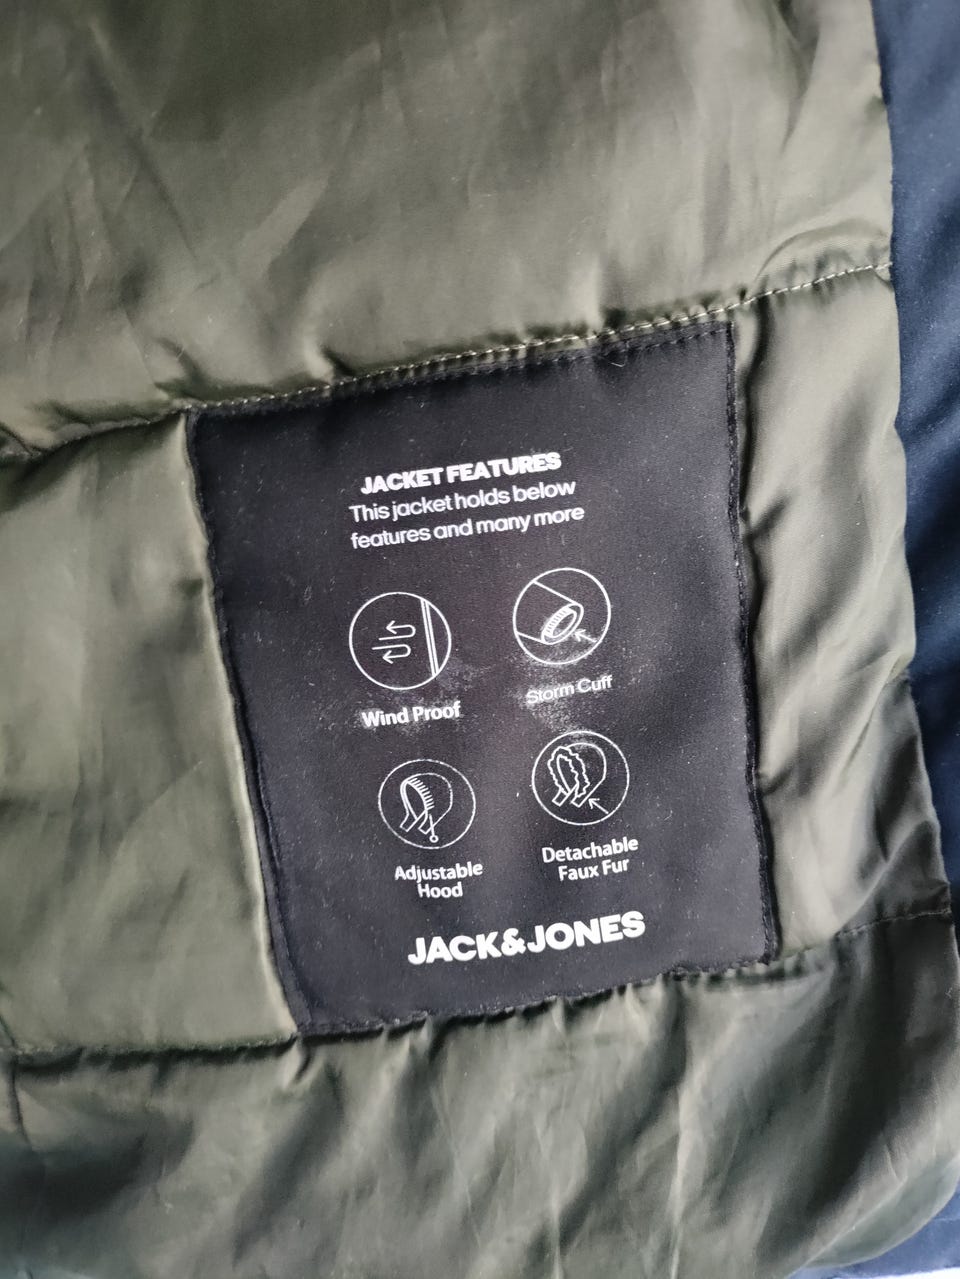 JACKET FEATURES
This jacket holds below
features and many more
Wind Proof
Storm Cuff
Adjustable
Hood
Detachable
Faux Fur
JACK&JONES